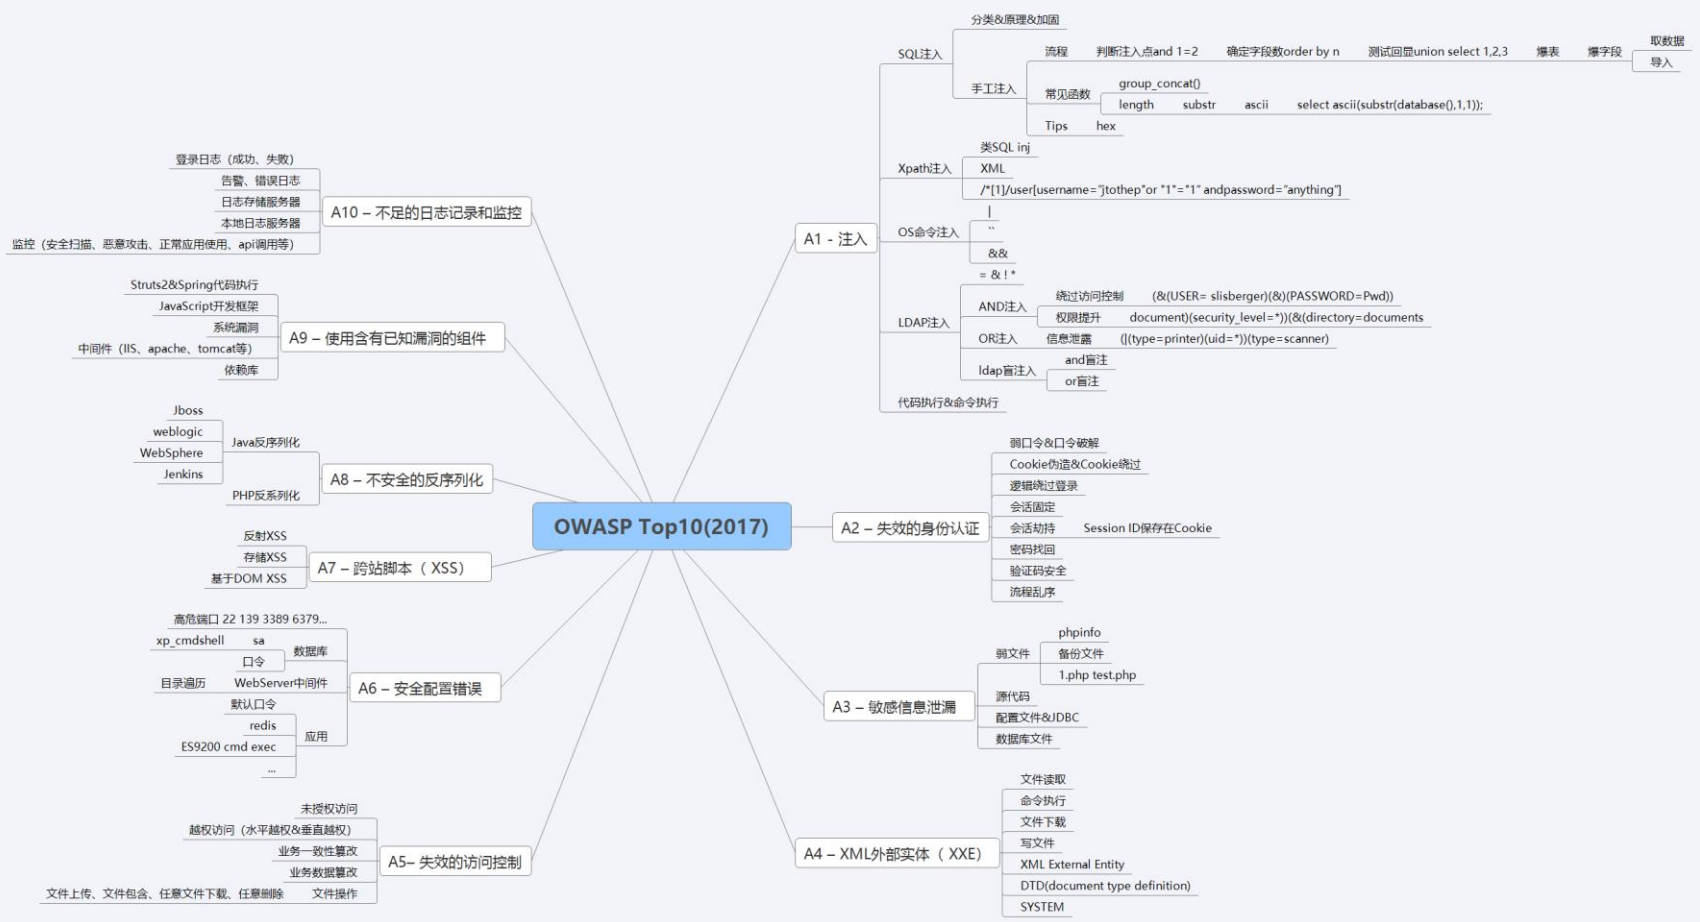 OWASP Top10(2017)
A1 - 注入
SQL注入
分类&原理&加固
手工注入
流程 判断注入点and 1=2 确定字段数order by n 测试回显union select 1,2,3 爆表 爆字段
取数据
导入
常见函数
group_concat()
length substr ascii select ascii(substr(database(),1,1));
Tips hex
Xpath注入
类SQL inj
XML
/*[1]/user[username="jtothep"or "1"="1" andpassword="anything"]
OS命令注入
|
``
&&
LDAP注入
= & ! *
AND注入
绕过访问控制 (&(USER= slisberger)(&)(PASSWORD=Pwd))
权限提升 document)(security_level=*))(&(directory=documents
OR注入 信息泄露 (|(type=printer)(uid=*))(type=scanner)
ldap盲注入
and盲注
or盲注
代码执行&命令执行
A2 – 失效的身份认证
弱口令&口令破解
Cookie伪造&Cookie绕过
逻辑绕过登录
会话固定
会话劫持 Session ID保存在Cookie
密码找回
验证码安全
流程乱序
A3 – 敏感信息泄漏
弱文件
phpinfo
备份文件
1.php test.php
源代码
配置文件&JDBC
数据库文件
A4 – XML外部实体（ XXE）
文件读取
命令执行
文件下载
写文件
XML External Entity
DTD(document type definition)
SYSTEM
A5– 失效的访问控制
未授权访问
越权访问（水平越权&垂直越权）
业务一致性篡改
业务数据篡改
文件上传、文件包含、任意文件下载、任意删除 文件操作
A6 – 安全配置错误
高危端口 22 139 3389 6379...
数据库
xp_cmdshell sa
口令
目录遍历 WebServer中间件
应用
默认口令
redis
ES9200 cmd exec
...
A7 – 跨站脚本（ XSS）
反射XSS
存储XSS
基于DOM XSS
A8 – 不安全的反序列化
Java反序列化
Jboss
weblogic
WebSphere
Jenkins
PHP反系列化
A9 – 使用含有已知漏洞的组件
Struts2&Spring代码执行
JavaScript开发框架
系统漏洞
中间件（IIS、apache、tomcat等）
依赖库
A10 – 不足的日志记录和监控
登录日志（成功、失败）
告警、错误日志
日志存储服务器
本地日志服务器
监控（安全扫描、恶意攻击、正常应用使用、api调用等）